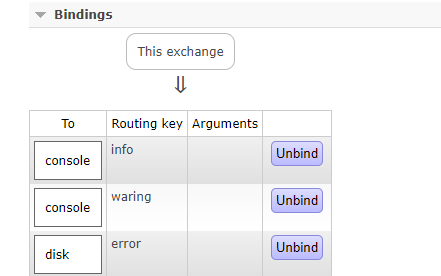 Bindings
This exchange
⇓
To Routing key Arguments
console info Unbind
console waring Unbind
disk error Unbind